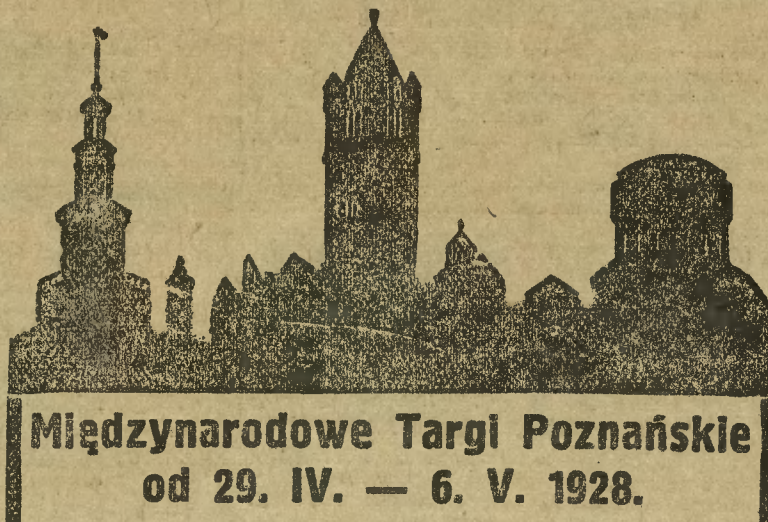 Międzynarodowe Targi Poznańskie
od 29. IV. — 6. V. 1928.